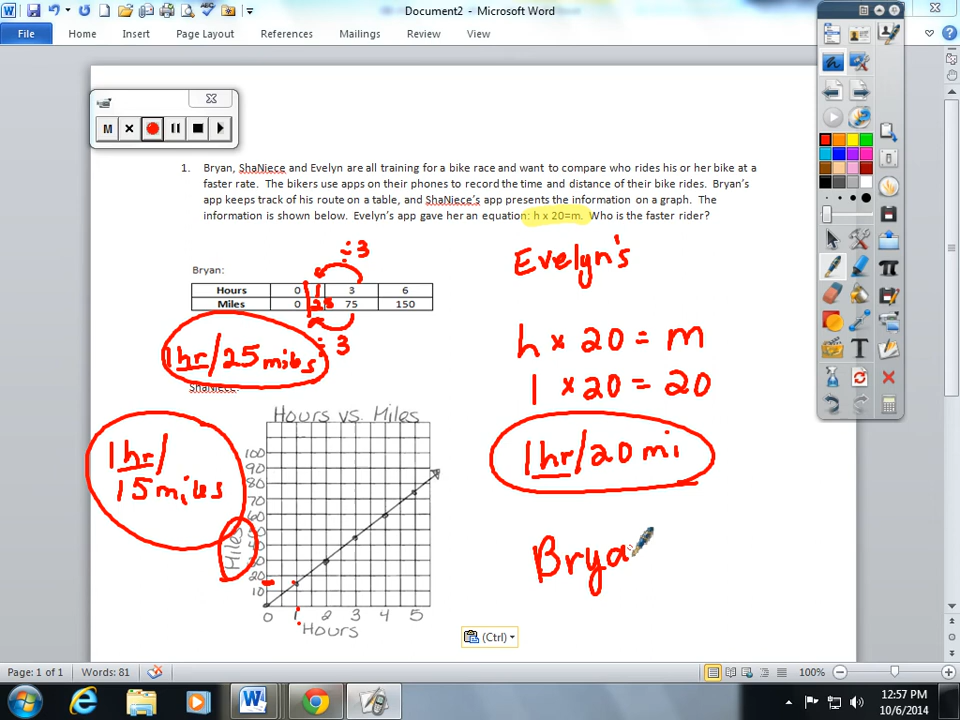 Document2 - Microsoft Word
File Home Insert Page Layout References Mailings Review View
M
1. Bryan, ShaNiece and Evelyn are all training for a bike race and want to compare who rides his or her bike at a
faster rate. The bikers use apps on their phones to record the time and distance of their bike rides. Bryan's
app keeps track of his route on a table, and ShaNiece's app presents the information on a graph. The
information is shown below. Evelyn's app gave her an equation: h x 20=m. Who is the faster rider?
÷3
Evelyn's
Bryan:
Hours 0 1 3 6
Miles 0 25 75 150
÷3
h x 20 = m
1hr/25 miles
1 x 20 = 20
ShaNiece:
Hours vs. Miles
1hr/
15 miles
1hr/20 mi
100
90
80
70
60
50
40
30
20
10
Miles
0 1 2 3 4 5
Hours
Brya
(Ctrl)
Page: 1 of 1 Words: 81 100%
12:57 PM
10/6/2014